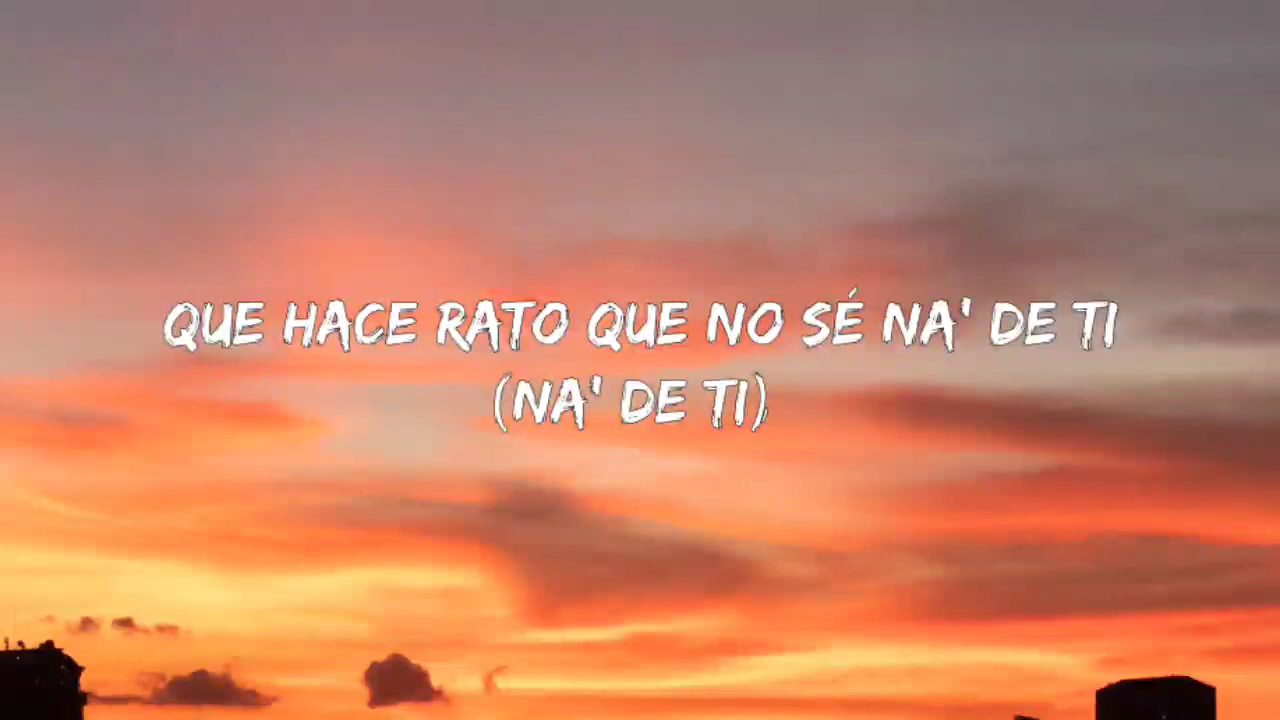 QUE HACE RATO QUE NO SÉ NA' DE TI
(NA' DE TI)